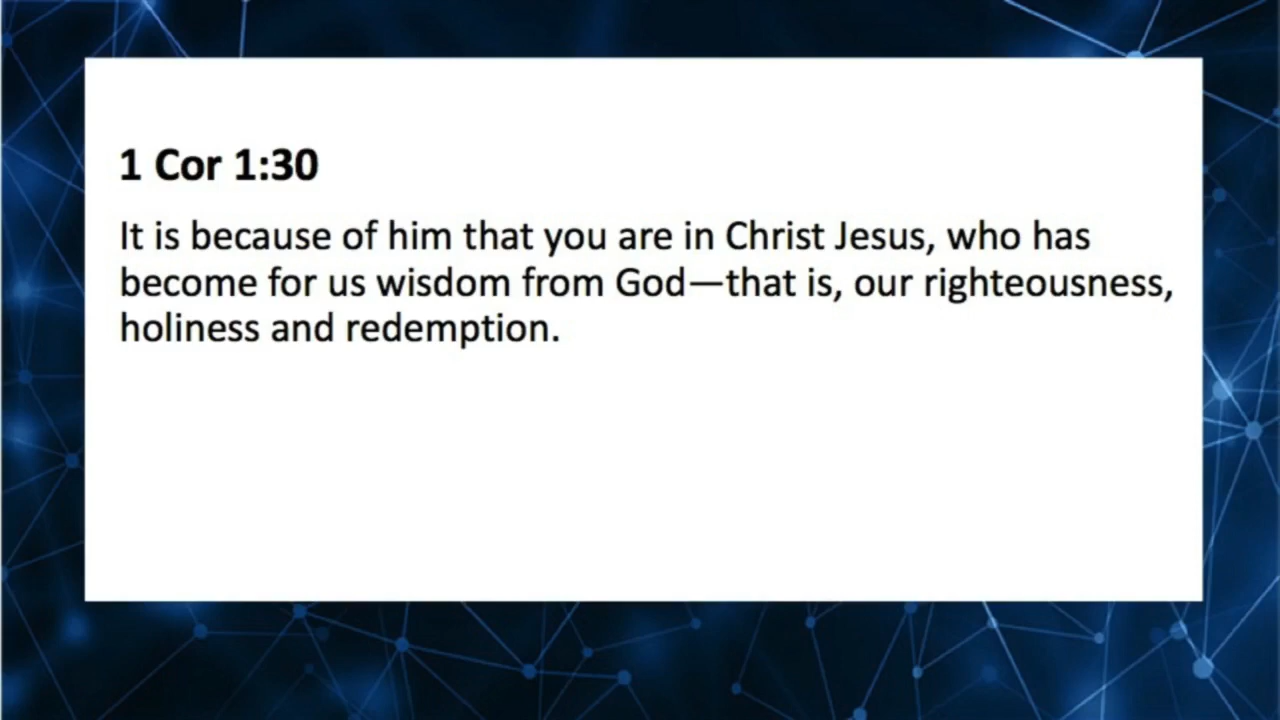 1 Cor 1:30
It is because of him that you are in Christ Jesus, who has
become for us wisdom from God—that is, our righteousness,
holiness and redemption.